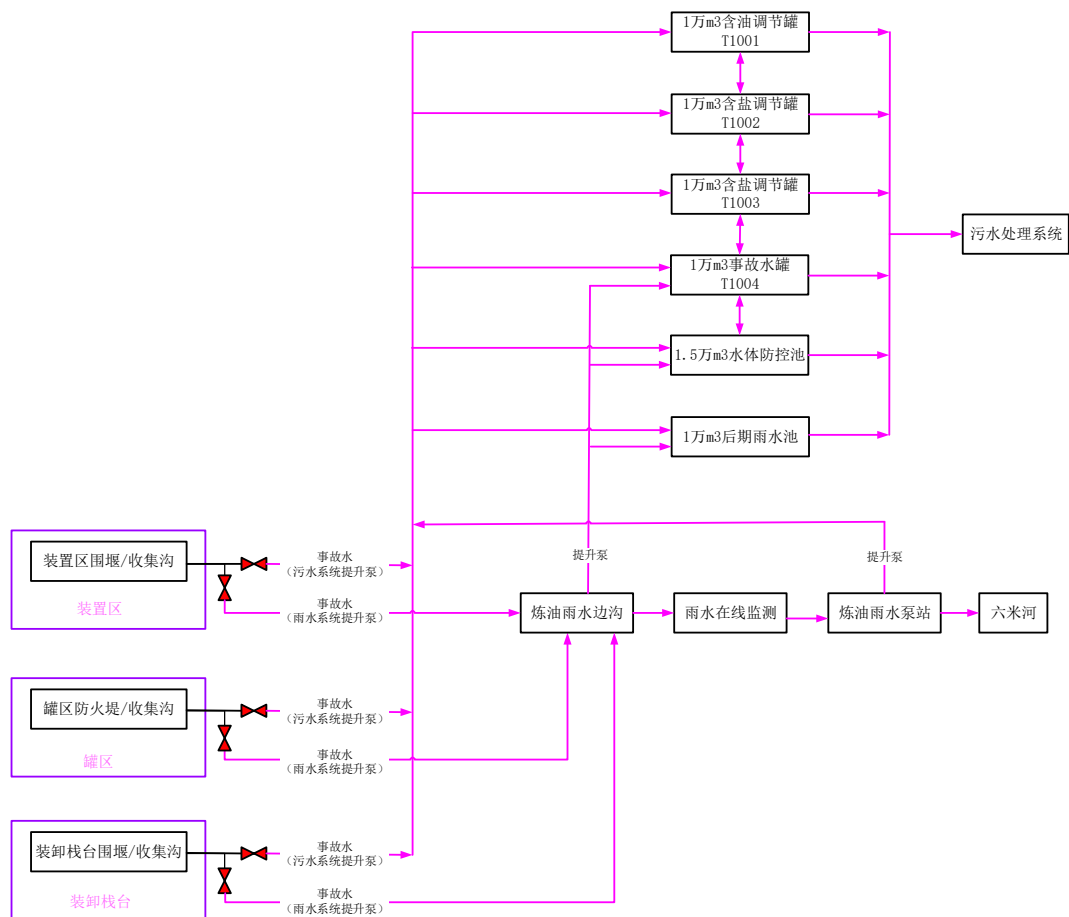 1万m3含油调节罐
T1001
1万m3含盐调节罐
T1002
1万m3含盐调节罐
T1003
污水处理系统
1万m3事故水罐
T1004
1.5万m3水体防控池
1万m3后期雨水池
装置区围堰/收集沟
装置区
事故水
（污水系统提升泵）
事故水
（雨水系统提升泵）
提升泵
提升泵
炼油雨水边沟
雨水在线监测
炼油雨水泵站
六米河
罐区防火堤/收集沟
罐区
事故水
（污水系统提升泵）
事故水
（雨水系统提升泵）
装卸栈台围堰/收集沟
装卸栈台
事故水
（污水系统提升泵）
事故水
（雨水系统提升泵）